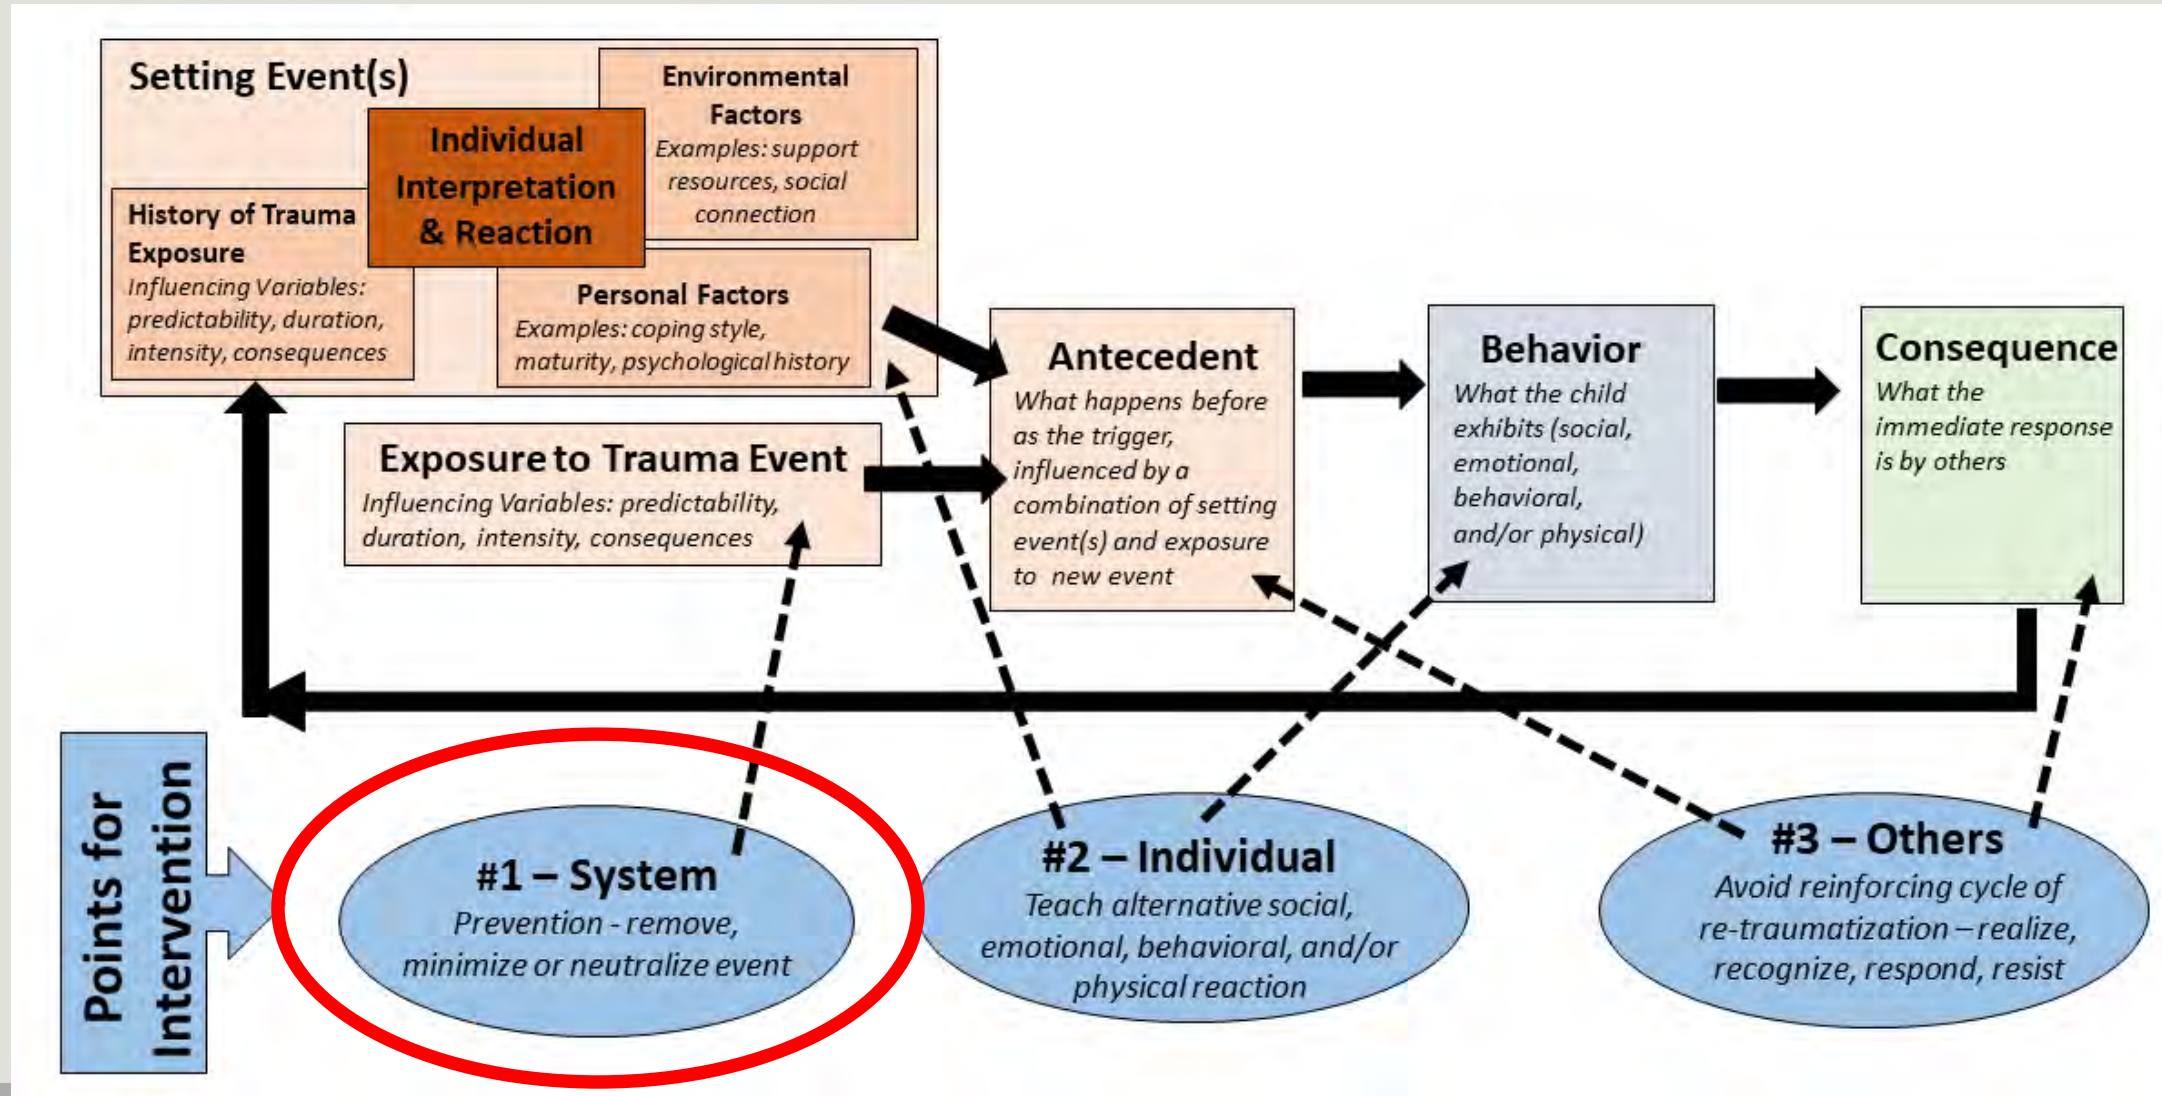 Setting Event(s)
Environmental
Factors
Examples: support
resources, social
connection
Individual
Interpretation
& Reaction
History of Trauma
Exposure
Influencing Variables:
predictability, duration,
intensity, consequences
Personal Factors
Examples: coping style,
maturity, psychological history
Exposure to Trauma Event
Influencing Variables: predictability,
duration, intensity, consequences
Antecedent
What happens before
as the trigger,
influenced by a
combination of setting
event(s) and exposure
to new event
Behavior
What the child
exhibits (social,
emotional,
behavioral,
and/or physical)
Consequence
What the
immediate response
is by others
Points for
Intervention
#1 – System
Prevention - remove,
minimize or neutralize event
#2 – Individual
Teach alternative social,
emotional, behavioral, and/or
physical reaction
#3 – Others
Avoid reinforcing cycle of
re-traumatization – realize,
recognize, respond, resist